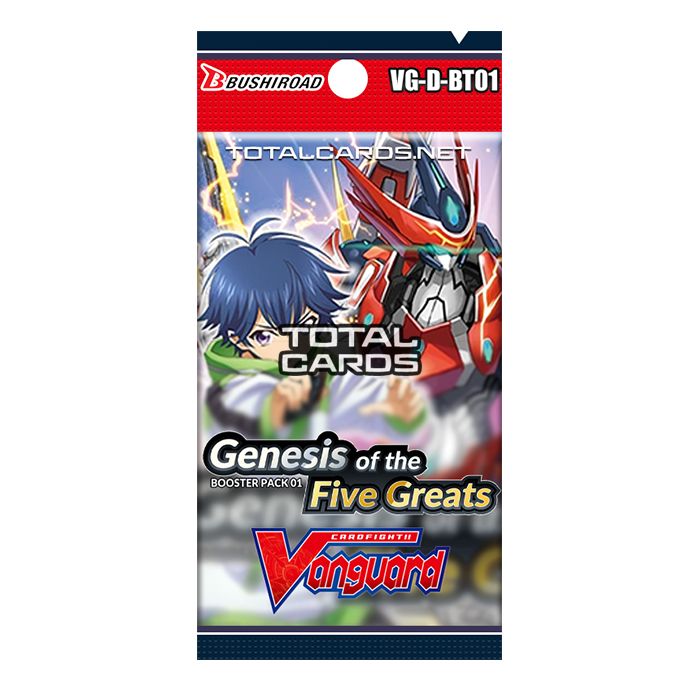 BUSHIROAD
VG-D-BT01
TOTALCARDS.NET
TOTAL
CARDS
Genesis of the
BOOSTER PACK 01
Five Greats
CARDFIGHT!!
Vanguard